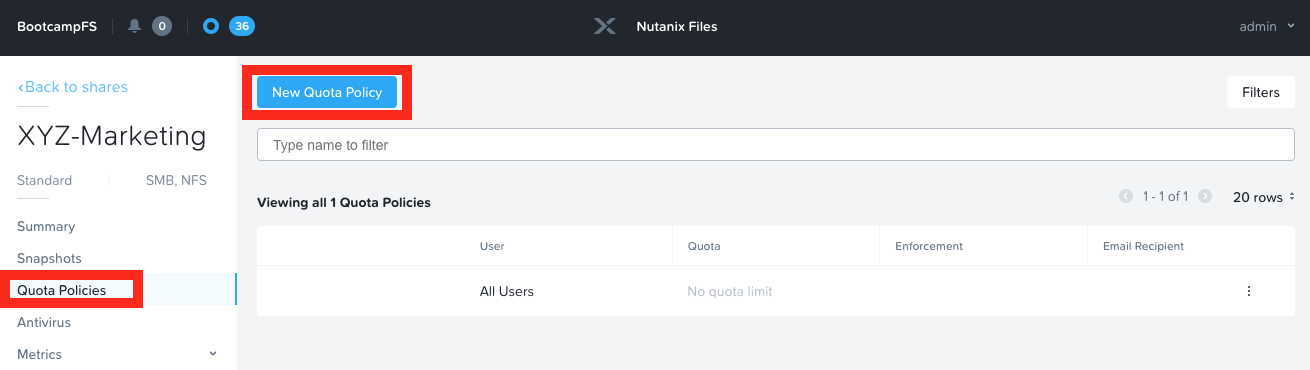 BootcampFS 0 36 Nutanix Files admin
‹Back to shares
XYZ-Marketing
Standard SMB, NFS
Summary
Snapshots
Quota Policies
Antivirus
Metrics
New Quota Policy Filters
Type name to filter
Viewing all 1 Quota Policies 1 - 1 of 1 20 rows
User Quota Enforcement Email Recipient
All Users No quota limit